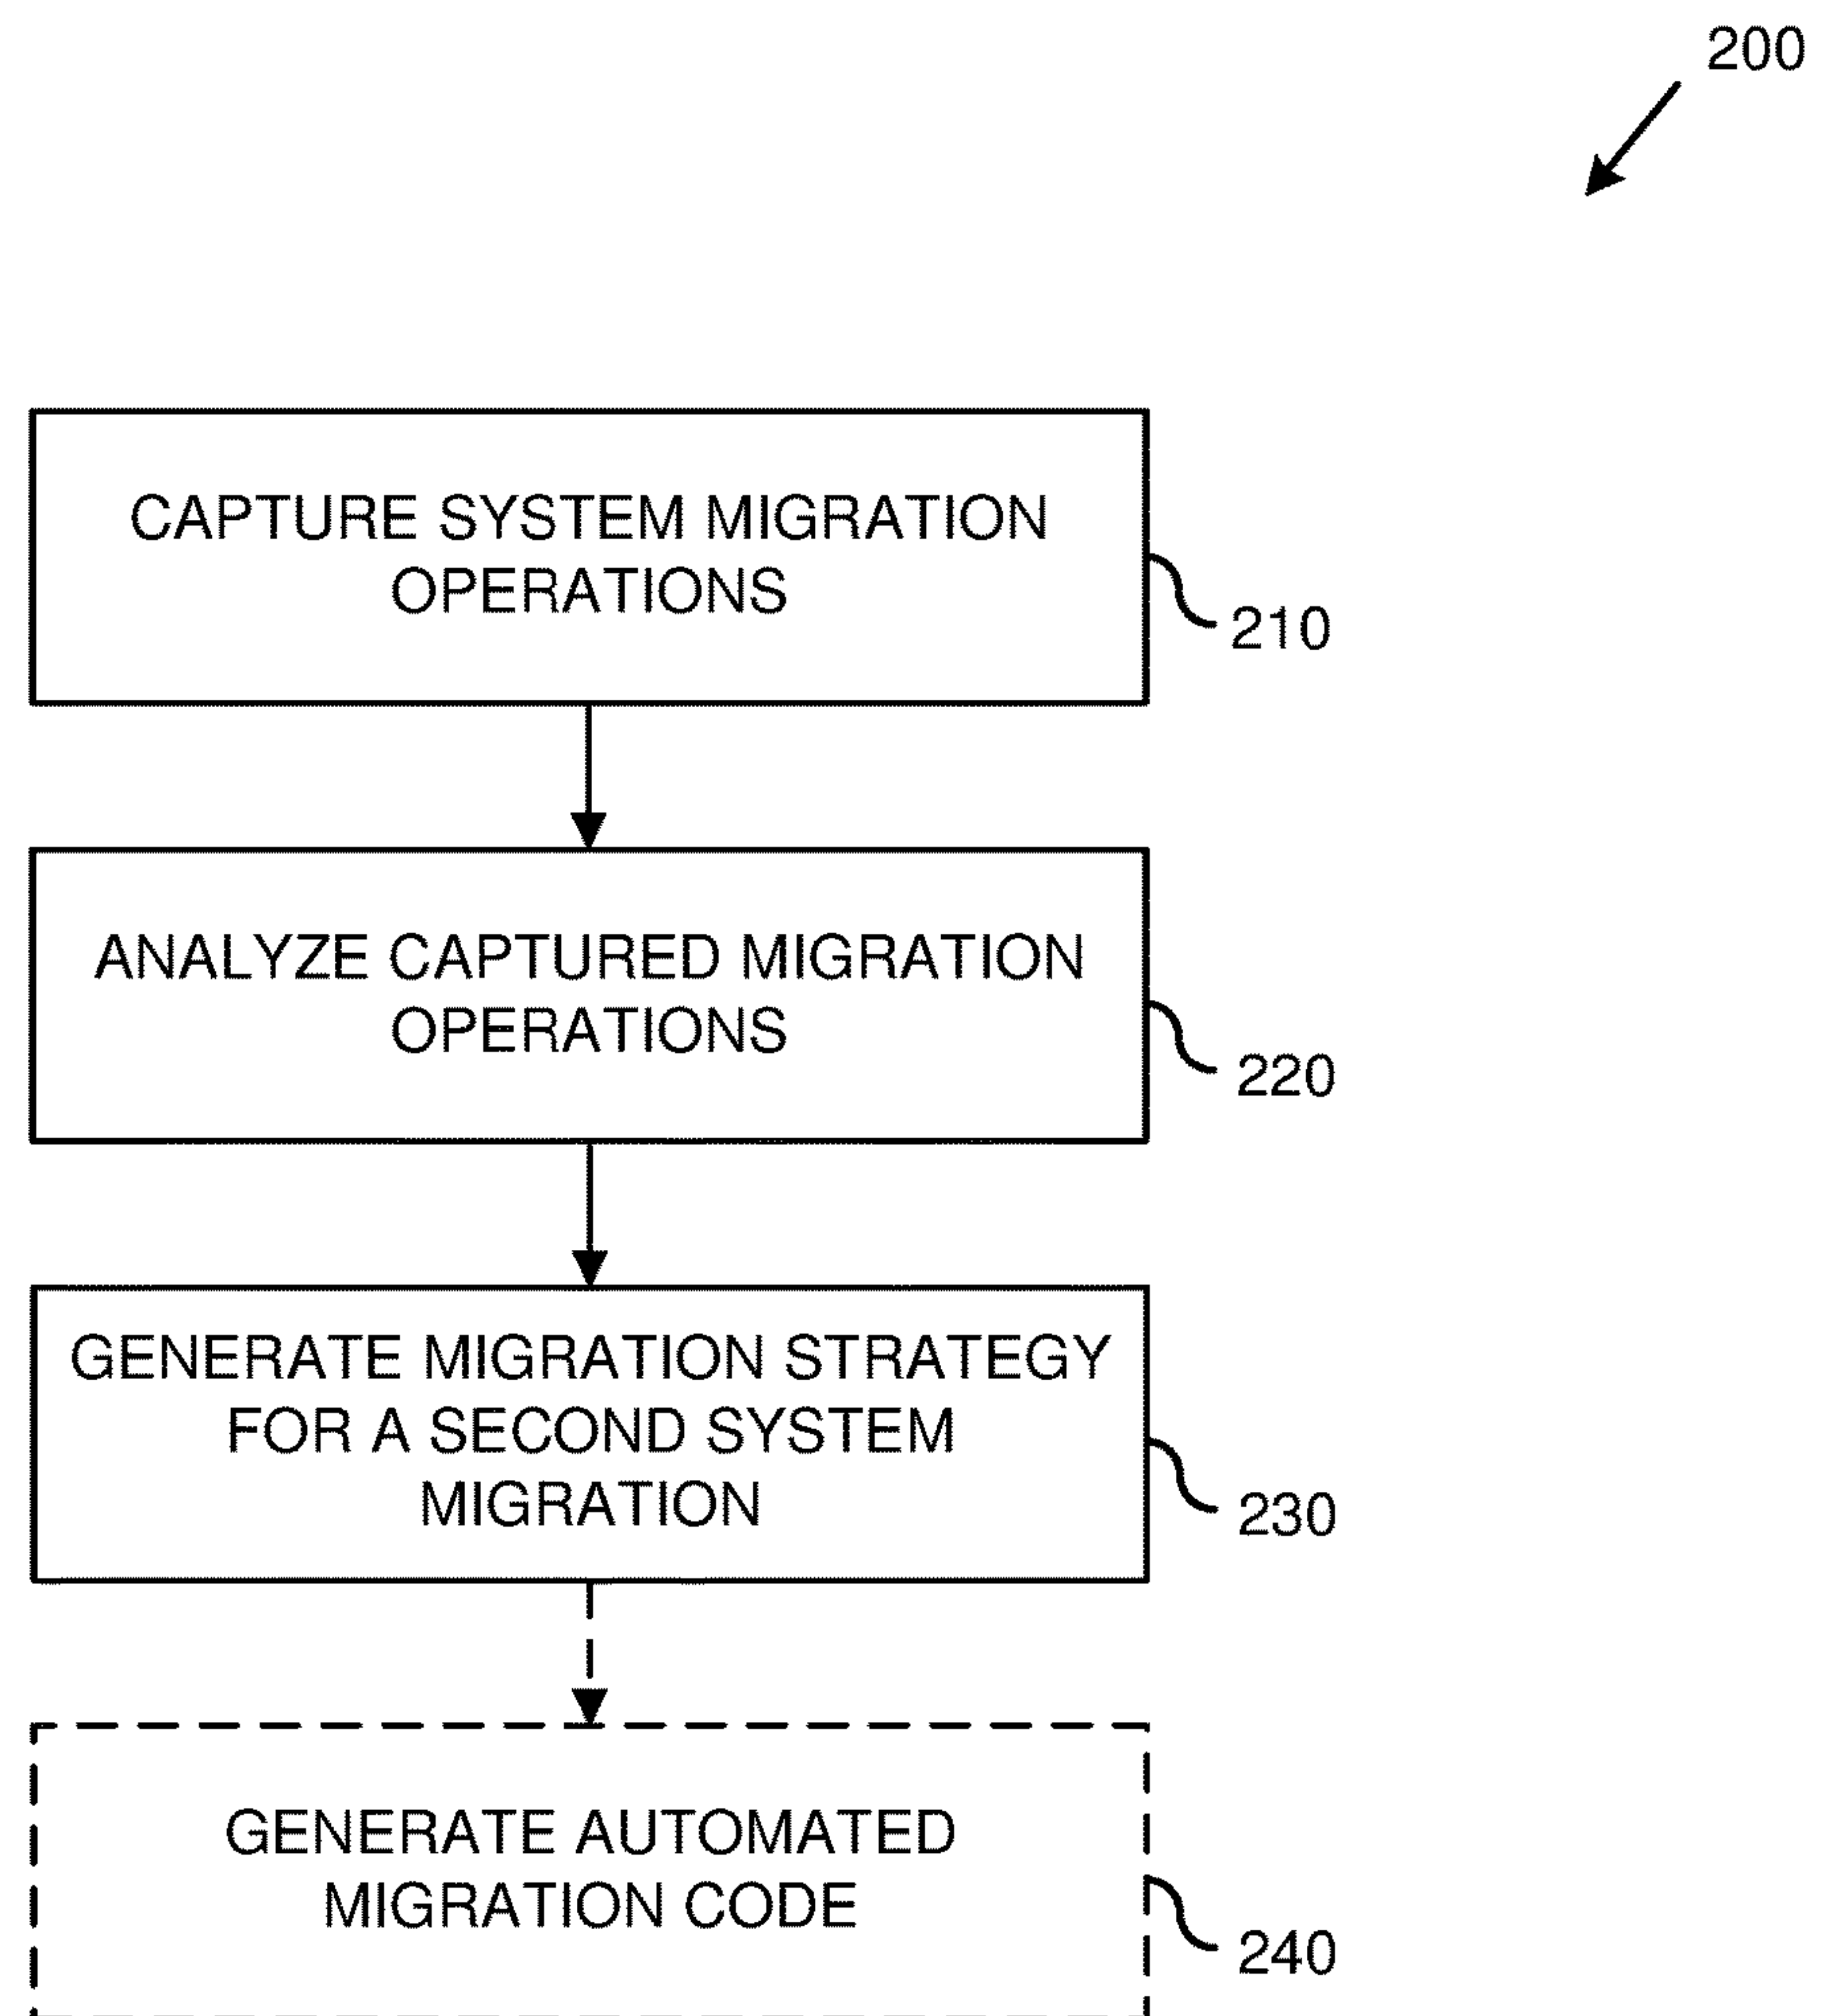 200
CAPTURE SYSTEM MIGRATION
OPERATIONS
210
ANALYZE CAPTURED MIGRATION
OPERATIONS
220
GENERATE MIGRATION STRATEGY
FOR A SECOND SYSTEM
MIGRATION
230
GENERATE AUTOMATED
MIGRATION CODE
240